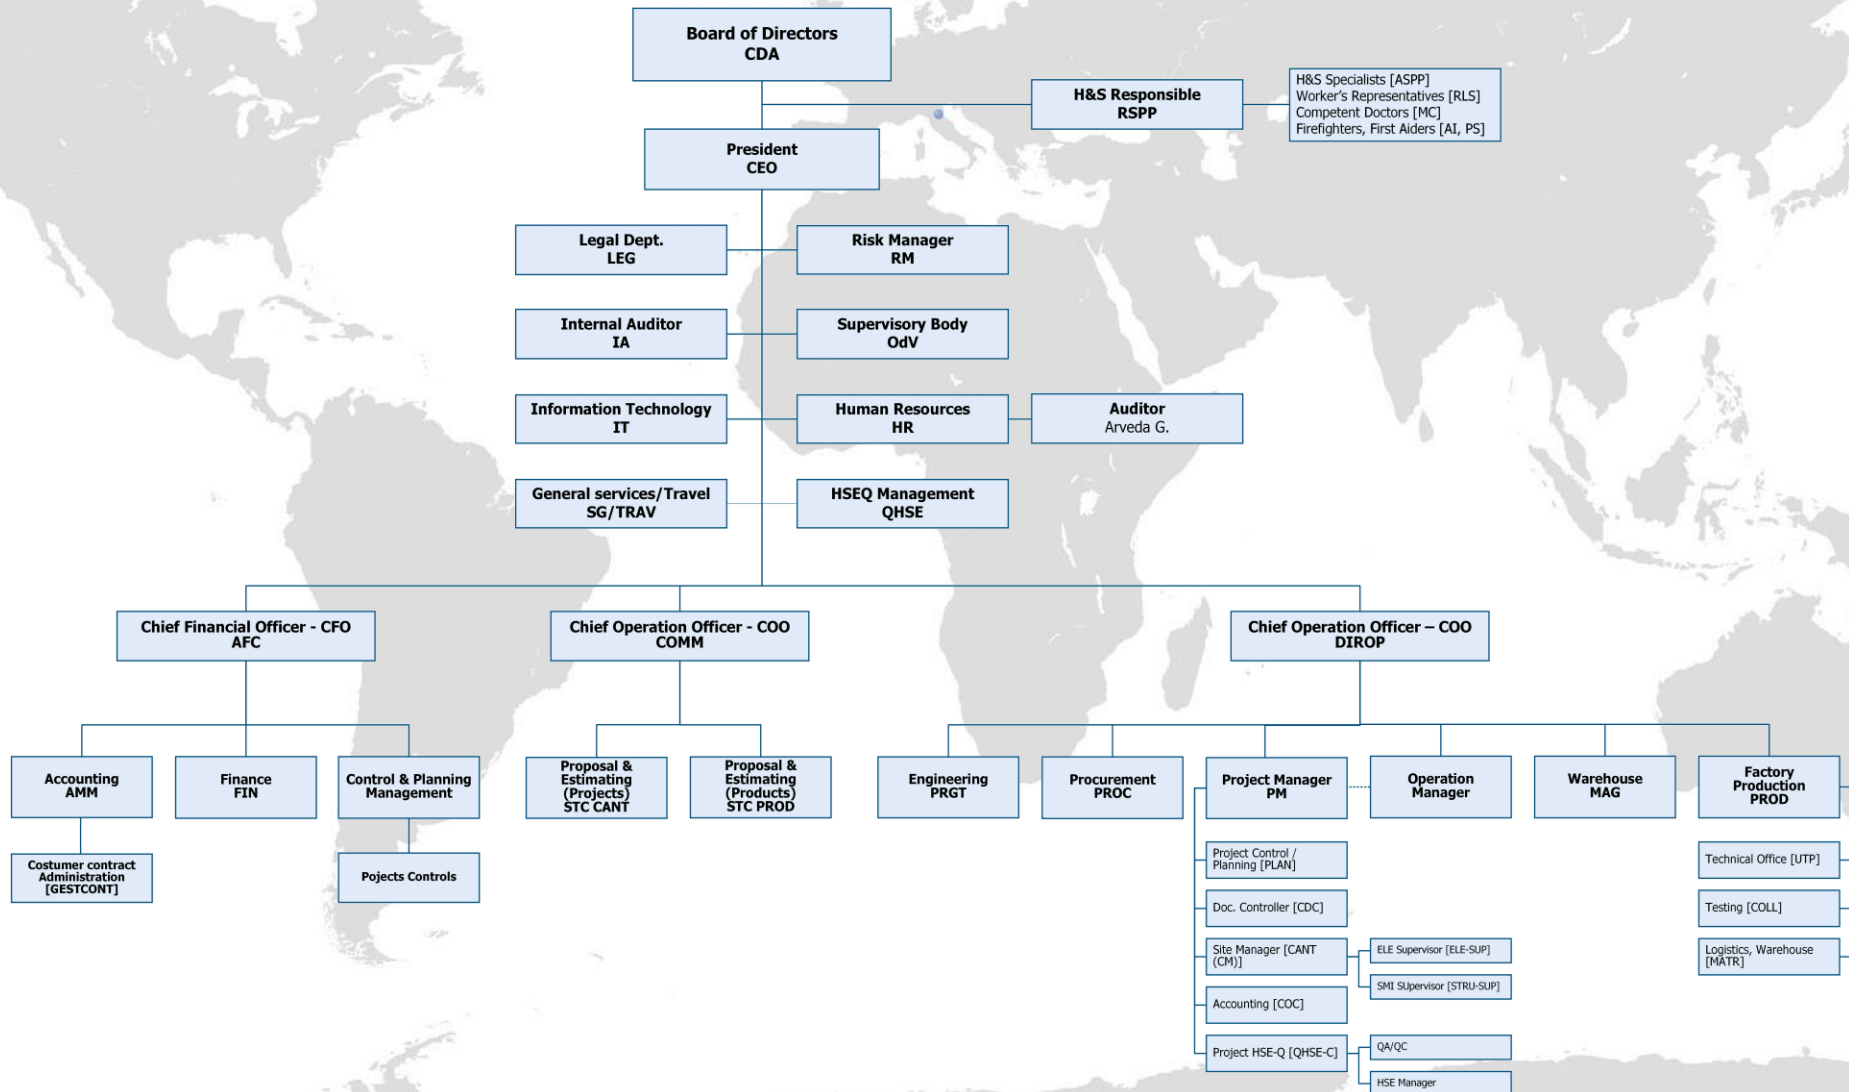 Board of Directors
CDA
H&S Responsible
RSPP
H&S Specialists [ASPP]
Worker's Representatives [RLS]
Competent Doctors [MC]
Firefighters, First Aiders [AI, PS]
President
CEO
Legal Dept.
LEG
Risk Manager
RM
Internal Auditor
IA
Supervisory Body
OdV
Information Technology
IT
Human Resources
HR
Auditor
Arveda G.
General services/Travel
SG/TRAV
HSEQ Management
QHSE
Chief Financial Officer - CFO
AFC
Chief Operation Officer - COO
COMM
Chief Operation Officer – COO
DIROP
Accounting
AMM
Finance
FIN
Control & Planning
Management
Proposal &
Estimating
(Projects)
STC CANT
Proposal &
Estimating
(Products)
STC PROD
Engineering
PRGT
Procurement
PROC
Project Manager
PM
Operation
Manager
Warehouse
MAG
Factory
Production
PROD
Costumer contract
Administration
[GESTCONT]
Pojects Controls
Project Control /
Planning [PLAN]
Doc. Controller [CDC]
Site Manager [CANT
(CM)]
ELE Supervisor [ELE-SUP]
SMI SUpervisor [STRU-SUP]
Accounting [COC]
Project HSE-Q [QHSE-C]
QA/QC
HSE Manager
Technical Office [UTP]
Testing [COLL]
Logistics, Warehouse
[MATR]